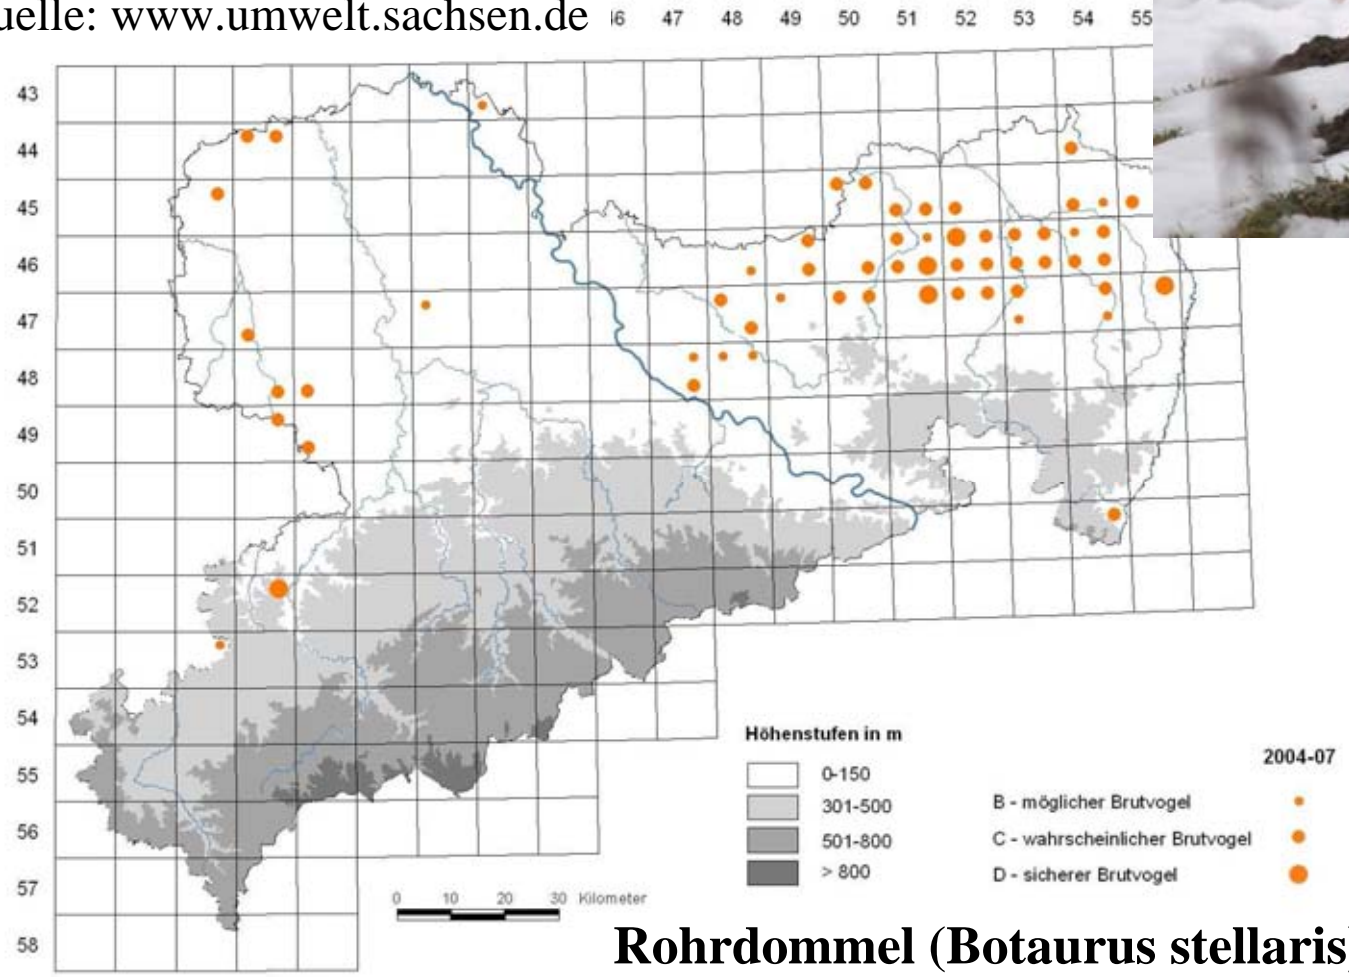 uelle: www.umwelt.sachsen.de
46 47 48 49 50 51 52 53 54 55
43
44
45
46
47
48
49
50
51
52
53
54
55
56
57
58
Höhenstufen in m
0-150
301-500
501-800
> 800
2004-07
B - möglicher Brutvogel
C - wahrscheinlicher Brutvogel
D - sicherer Brutvogel
0 10 20 30 Kilometer
Rohrdommel (Botaurus stellaris)